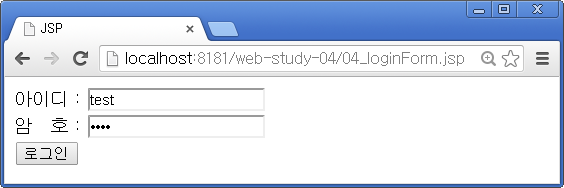 JSP
localhost:8181/web-study-04/04_loginForm.jsp
아이디 : test
암 호 : ••••
로그인